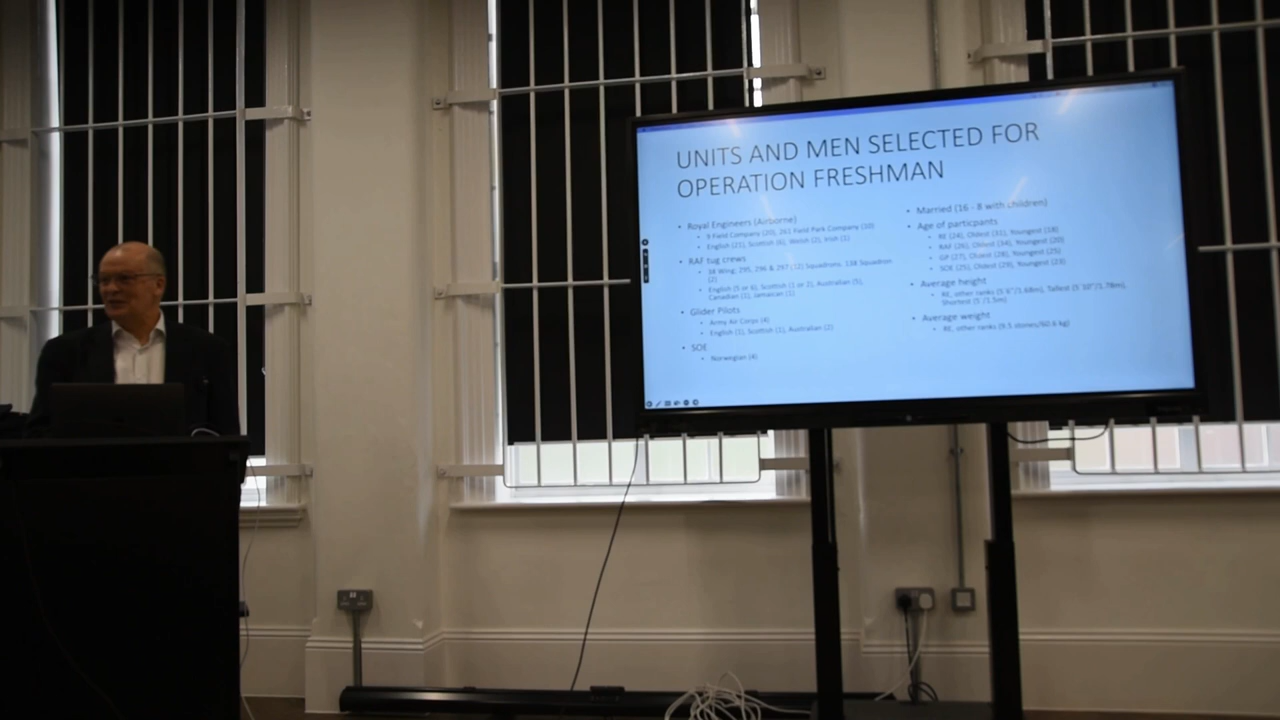 UNITS AND MEN SELECTED FOR
OPERATION FRESHMAN
Royal Engineers (Airborne)
9 Field Company (20), 261 Field Park Company (10)
English (21), Scottish (6), Welsh (2), Irish (1)
RAF tug crews
38 Wing; 295, 296 & 297 (12) Squadrons, 138 Squadron
(2)
English (5 or 6), Scottish (1 or 2), Australian (5),
Canadian (1), Jamaican (1)
Glider Pilots
Army Air Corps (4)
English (1), Scottish (1), Australian (2)
SOE
Norwegian (4)
Married (16 - 8 with children)
Age of particpants
RE (24), Oldest (31), Youngest (18)
RAF (26), Oldest (34), Youngest (20)
GP (27), Oldest (28), Youngest (25)
SOE (25), Oldest (29), Youngest (23)
Average height
RE, other ranks (5'6"/1.68m), Tallest (5'10"/1.78m),
Shortest (5'/1.5m)
Average weight
RE, other ranks (9.5 stones/60.6 kg)